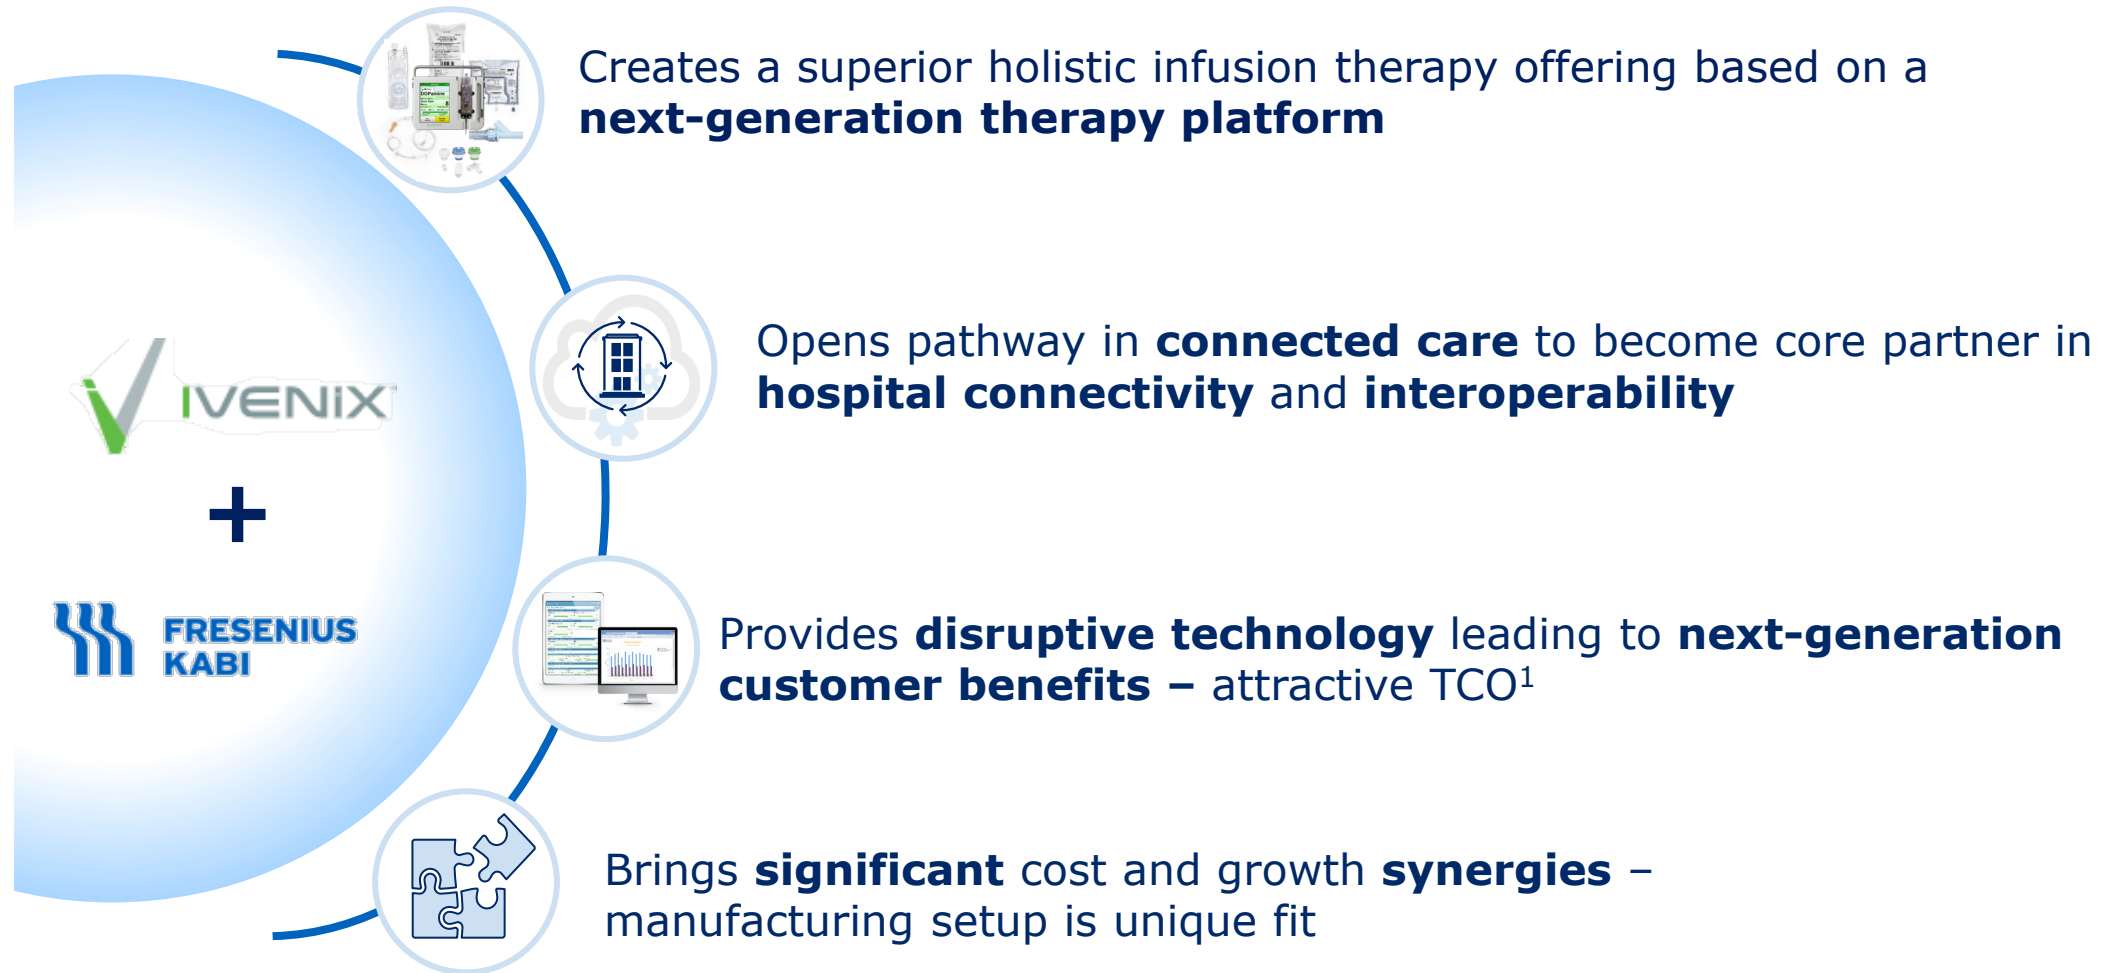 Creates a superior holistic infusion therapy offering based on a
next-generation therapy platform
DOPamine
Opens pathway in connected care to become core partner in
hospital connectivity and interoperability
IVENIX
+
FRESENIUS
KABI
Provides disruptive technology leading to next-generation
customer benefits – attractive TCO¹
Brings significant cost and growth synergies –
manufacturing setup is unique fit